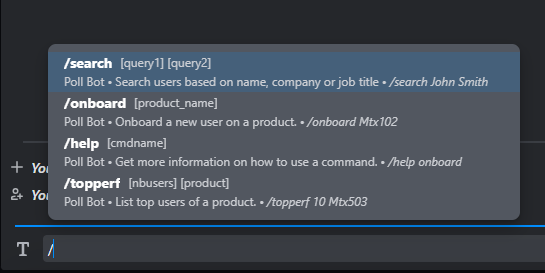 /search [query1] [query2]
Poll Bot • Search users based on name, company or job title • /search John Smith
/onboard [product_name]
Poll Bot • Onboard a new user on a product. • /onboard Mtx102
/help [cmdname]
Poll Bot • Get more information on how to use a command. • /help onboard
/topperf [nbusers] [product]
Poll Bot • List top users of a product. • /topperf 10 Mtx503
You
You
T /